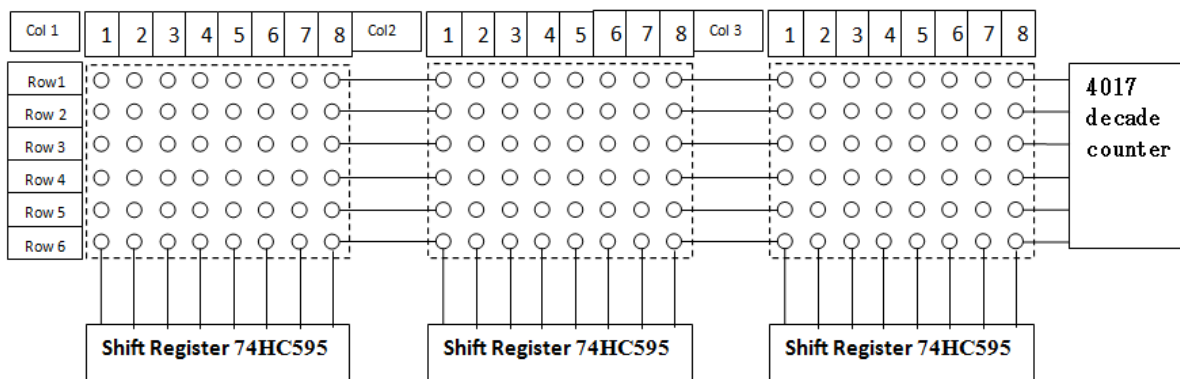 Col 1 1 2 3 4 5 6 7 8 Col2 1 2 3 4 5 6 7 8 Col 3 1 2 3 4 5 6 7 8
Row1
Row 2
Row 3
Row 4
Row 5
Row 6
4017
decade
counter
Shift Register 74HC595 Shift Register 74HC595 Shift Register 74HC595